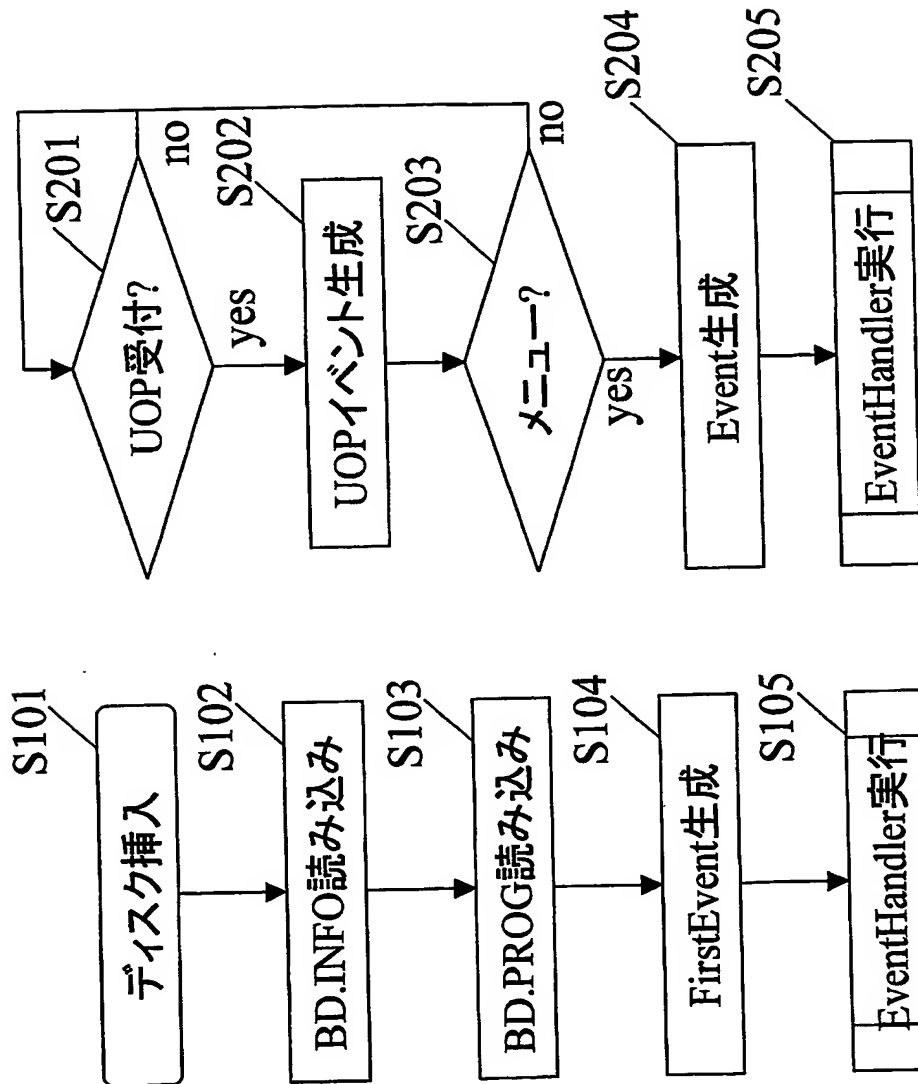 S101
ディスク挿入
S102
BD.INFO読み込み
S103
BD.PROG読み込み
S104
FirstEvent生成
S105
EventHandler実行
S201
UOP受付?
no
yes
S202
UOPイベント生成
S203
メニュー?
no
yes
S204
Event生成
S205
EventHandler実行